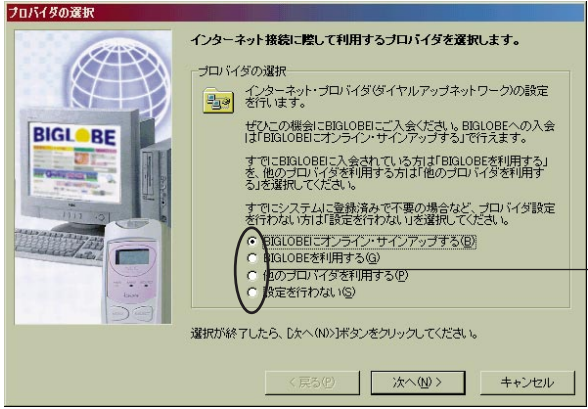 プロバイダの選択
インターネット接続に際して利用するプロバイダを選択します。
プロバイダの選択
インターネット・プロバイダ(ダイヤルアップネットワーク)の設定
を行います。
ぜひこの機会にBIGLOBEにご入会ください。BIGLOBEへの入会
は「BIGLOBEにオンライン・サインアップする」で行えます。
すでにBIGLOBEに入会されている方は「BIGLOBEを利用する」
を、他のプロバイダを利用する方は「他のプロバイダを利用す
る」を選択してください。
すでにシステムに登録済みで不要の場合など、プロバイダ設定
を行わない方は「設定を行わない」を選択してください。
BIGLOBEにオンライン・サインアップする(B)
BIGLOBEを利用する(G)
他のプロバイダを利用する(P)
設定を行わない(S)
選択が終了したら、[次へ(N)>]ボタンをクリックしてください。
< 戻る(P)
次へ(N) >
キャンセル
BIGLOBE